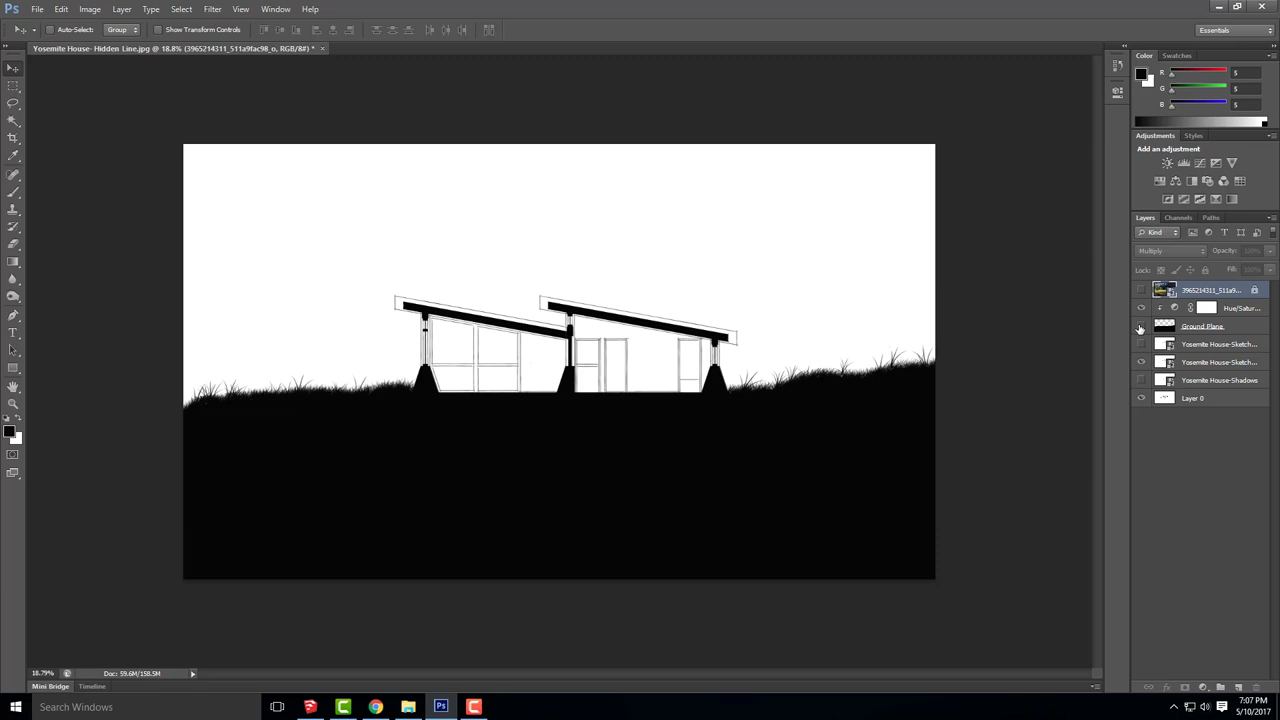 Ps File Edit Image Layer Type Select Filter 3D View Window Help
Auto-Select: Group Show Transform Controls Essentials
Yosemite House- Hidden Line.jpg @ 18.8% (3965214311_511a9fac98_o, RGB/8#) *
Color Swatches
R 5
G 5
B 5
Adjustments Styles
Add an adjustment
Layers Channels Paths
Kind
Multiply Opacity: 100%
Lock: Fill: 100%
3965214311_511a9...
Hue/Satur...
Ground Plane
Yosemite House-Sketch...
Yosemite House-Sketch...
Yosemite House-Shadows
Layer 0
18.79% Doc: 59.6M/158.5M
Mini Bridge Timeline
Search Windows
Ps
7:07 PM
5/10/2017